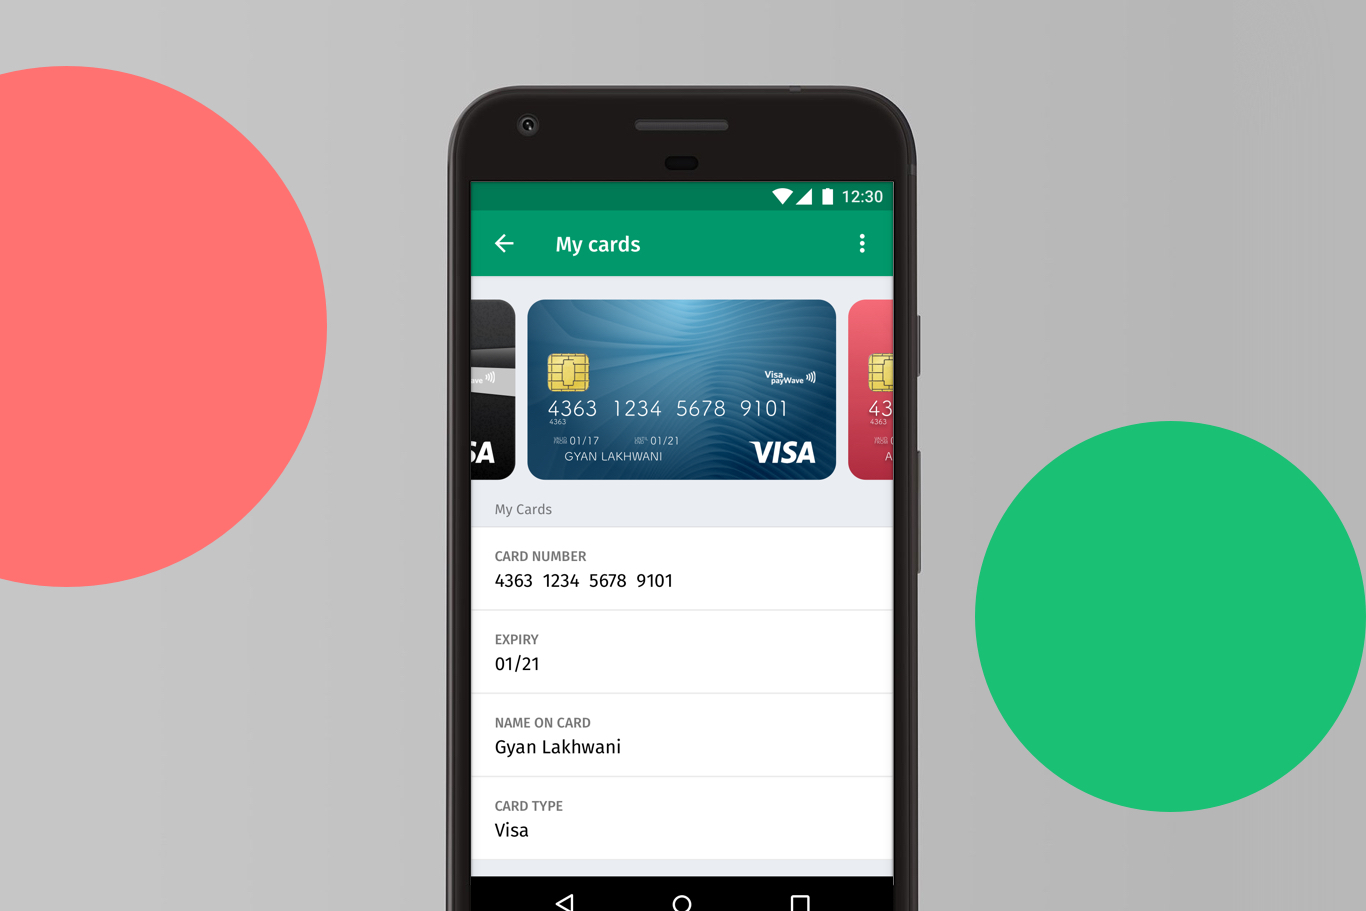 12:30
My cards
Visa
payWave
4363 1234 5678 9101
4363
01/17 01/21
GYAN LAKHWANI
VISA
ave
SA
43
4363
A
My Cards
CARD NUMBER
4363 1234 5678 9101
EXPIRY
01/21
NAME ON CARD
Gyan Lakhwani
CARD TYPE
Visa